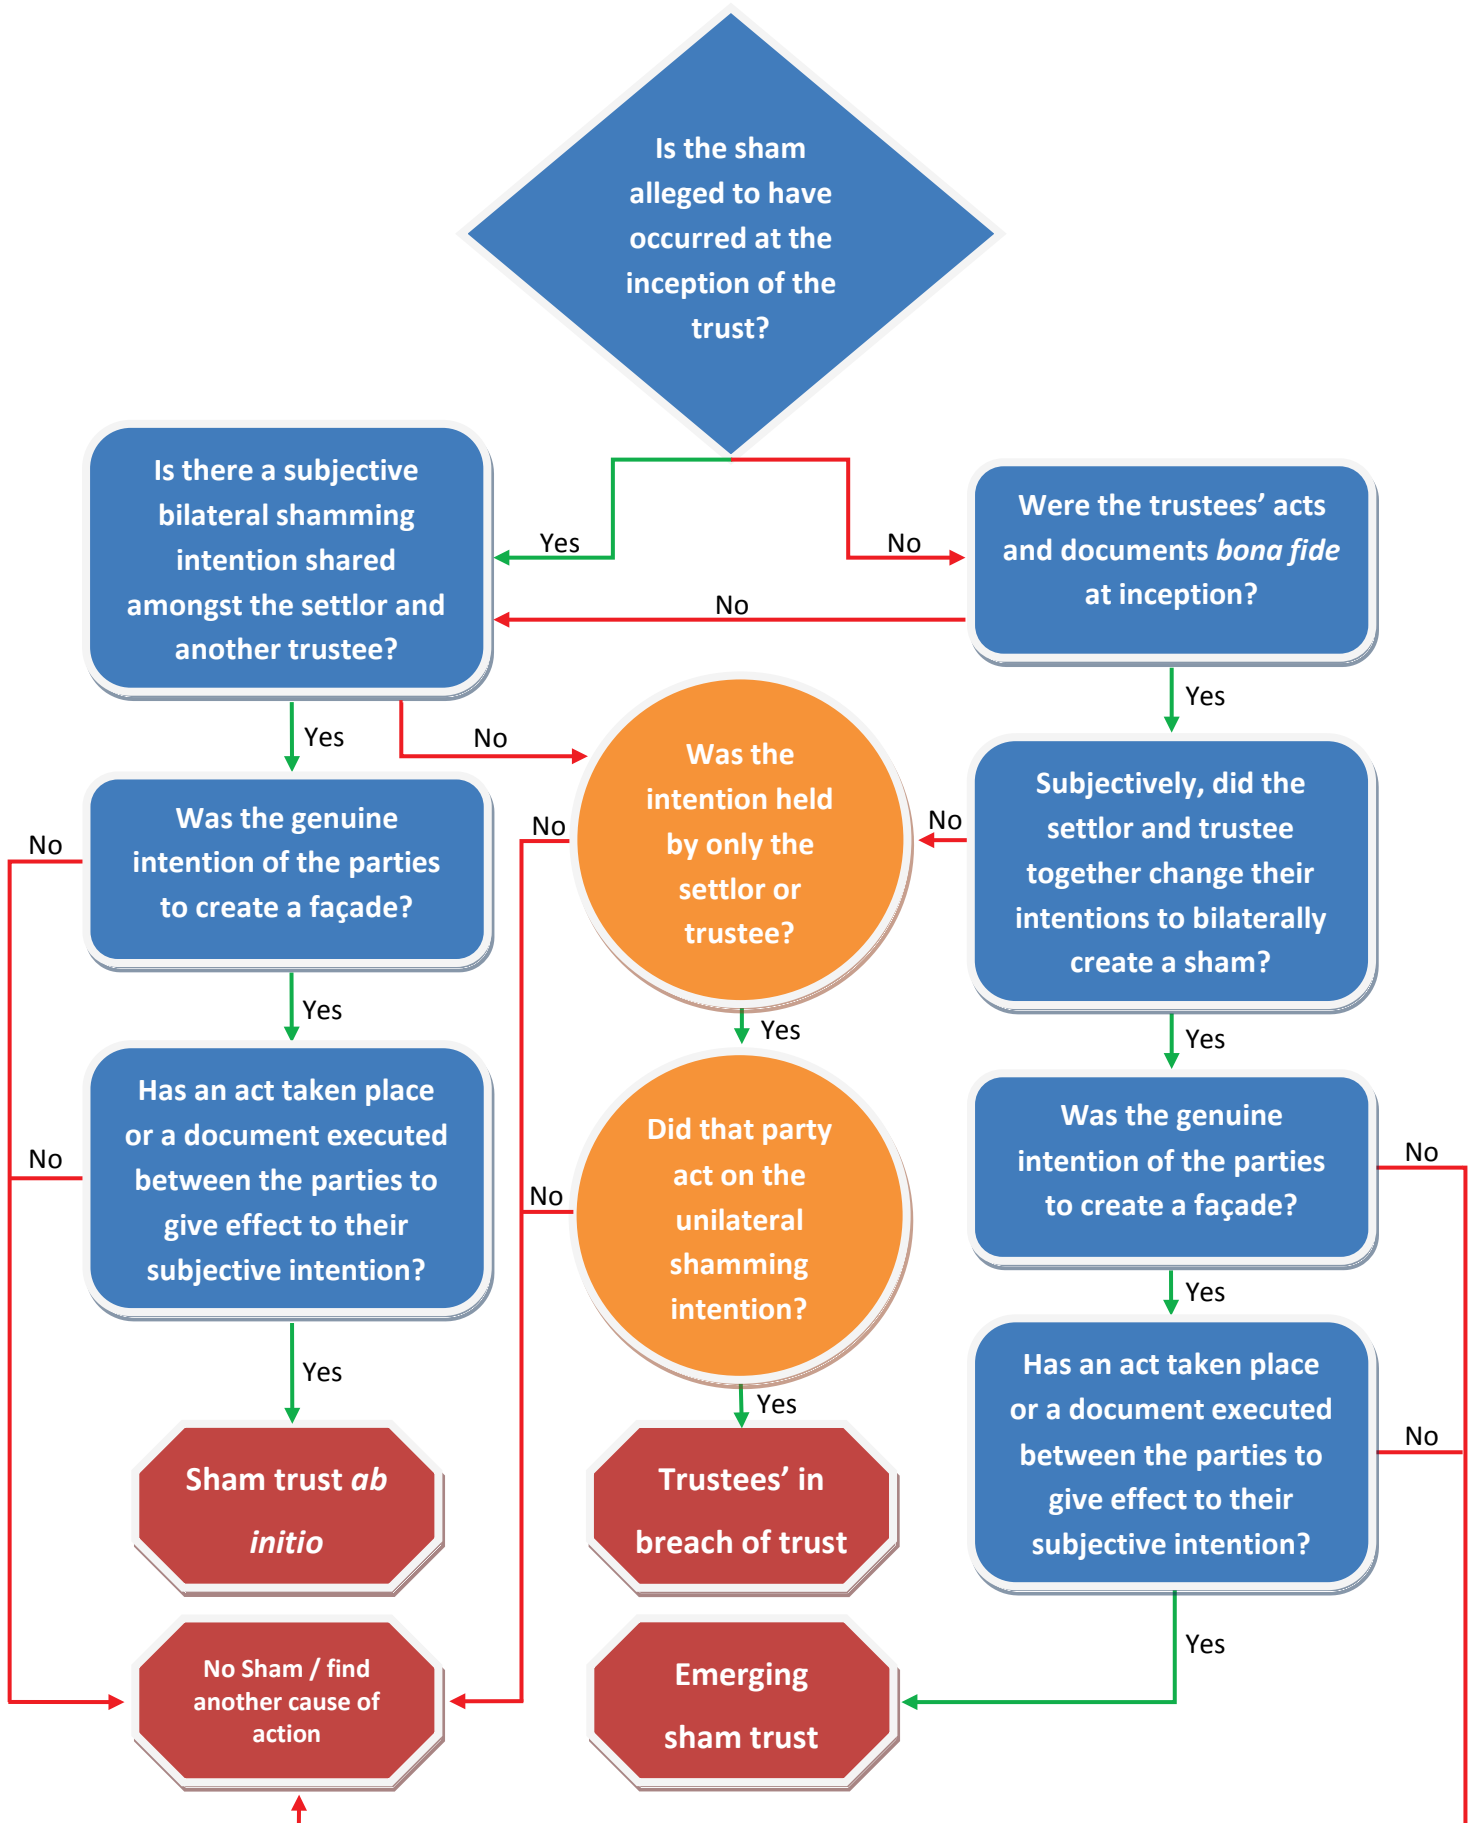 Is the sham
alleged to have
occurred at the
inception of the
trust?
Yes
No
Is there a subjective
bilateral shamming
intention shared
amongst the settlor and
another trustee?
Were the trustees’ acts
and documents bona fide
at inception?
No
Yes
No
Yes
Was the
intention held
by only the
settlor or
trustee?
Subjectively, did the
settlor and trustee
together change their
intentions to bilaterally
create a sham?
No
Was the genuine
intention of the parties
to create a façade?
No
No
Yes
Yes
Yes
Has an act taken place
or a document executed
between the parties to
give effect to their
subjective intention?
No
Did that party
act on the
unilateral
shamming
intention?
No
Was the genuine
intention of the parties
to create a façade?
No
Yes
Has an act taken place
or a document executed
between the parties to
give effect to their
subjective intention?
No
Yes
Yes
Sham trust ab
initio
Trustees’ in
breach of trust
Yes
No Sham / find
another cause of
action
Emerging
sham trust